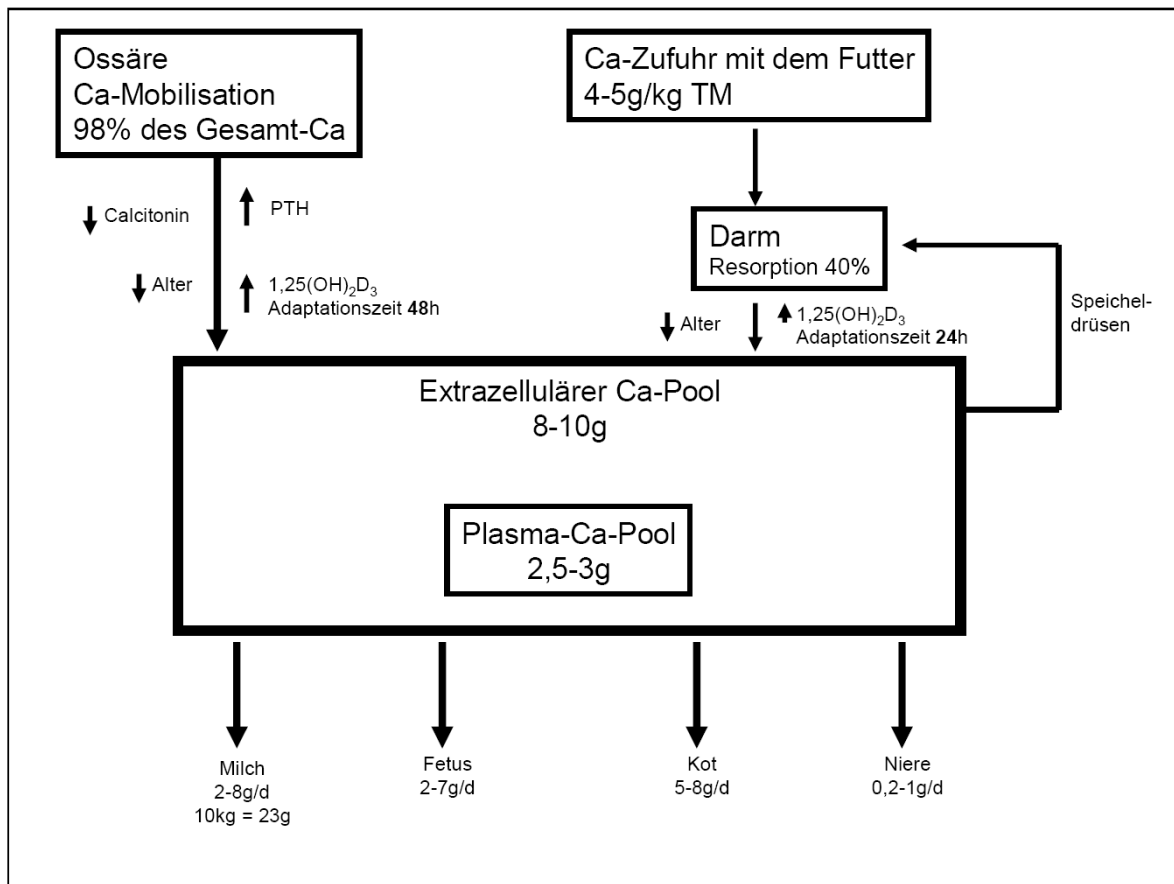 Ossäre
Ca-Mobilisation
98% des Gesamt-Ca
Ca-Zufuhr mit dem Futter
4-5g/kg TM
Calcitonin
PTH
Alter
1,25(OH)₂D₃
Adaptationszeit 48h
Darm
Resorption 40%
Alter
1,25(OH)₂D₃
Adaptationszeit 24h
Speichel-
drüsen
Extrazellulärer Ca-Pool
8-10g
Plasma-Ca-Pool
2,5-3g
Milch
2-8g/d
10kg = 23g
Fetus
2-7g/d
Kot
5-8g/d
Niere
0,2-1g/d